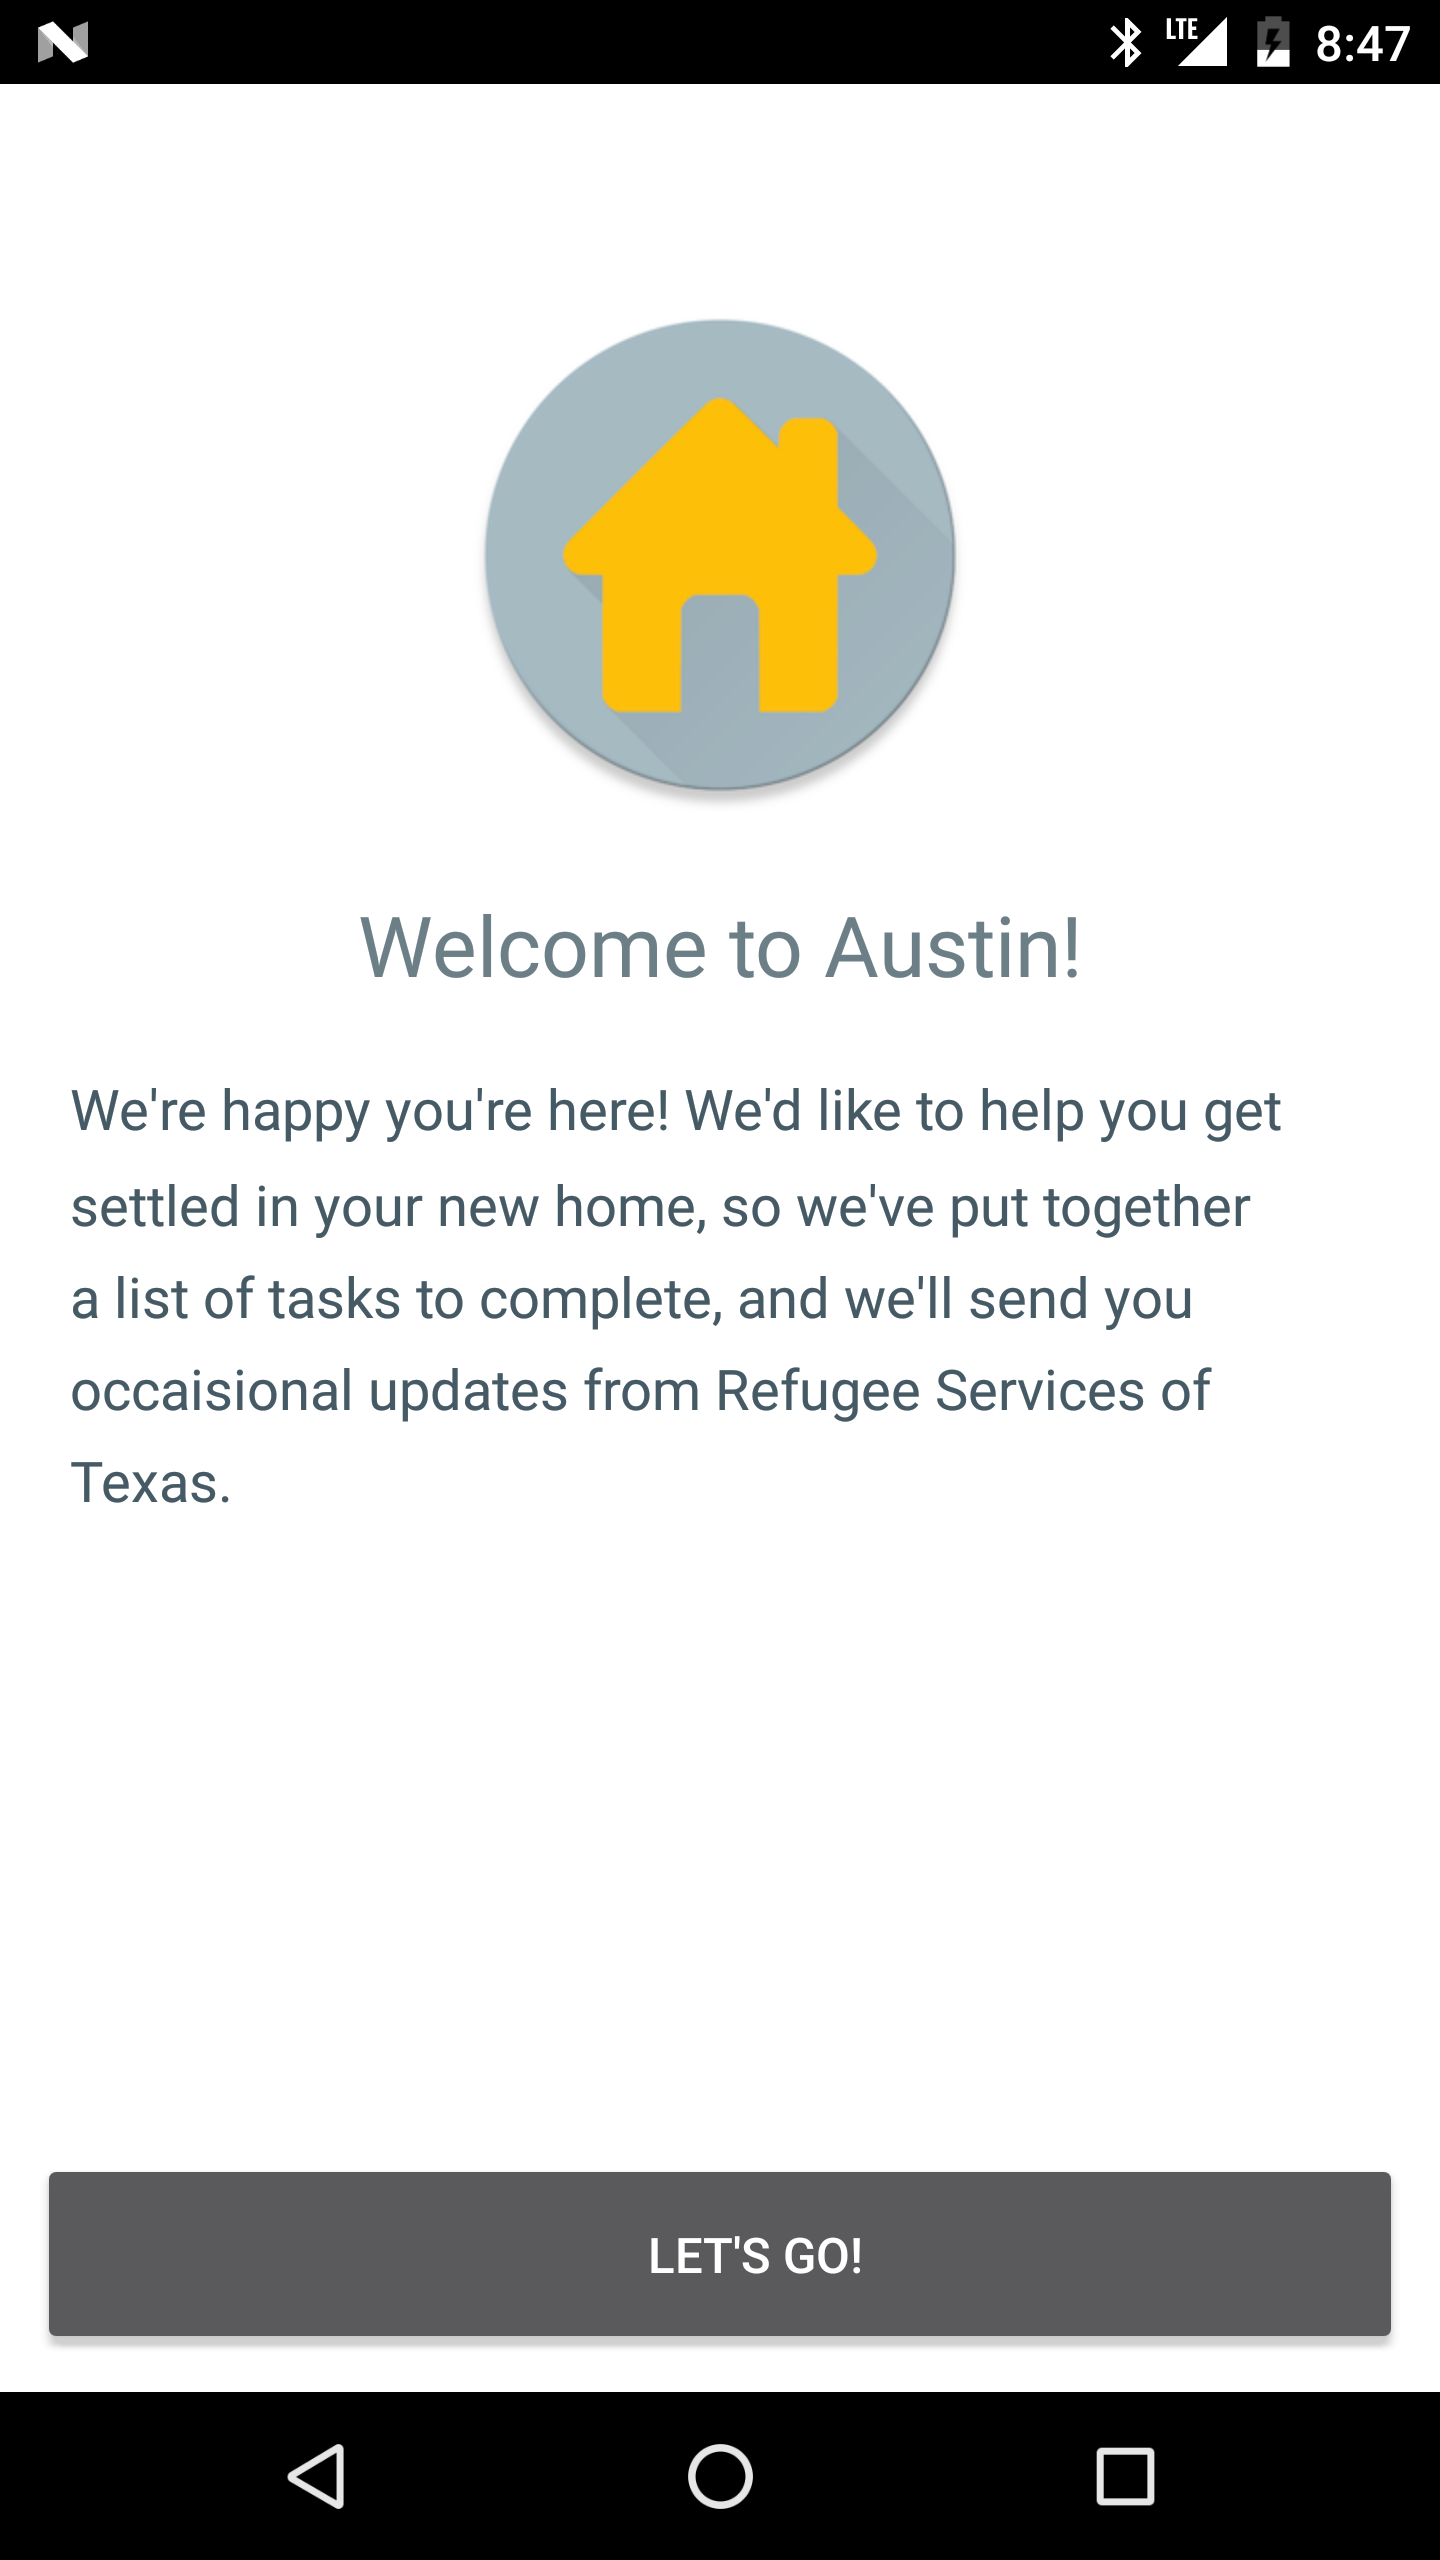 LTE 8:47
Welcome to Austin!
We're happy you're here! We'd like to help you get
settled in your new home, so we've put together
a list of tasks to complete, and we'll send you
occaisional updates from Refugee Services of
Texas.
LET'S GO!